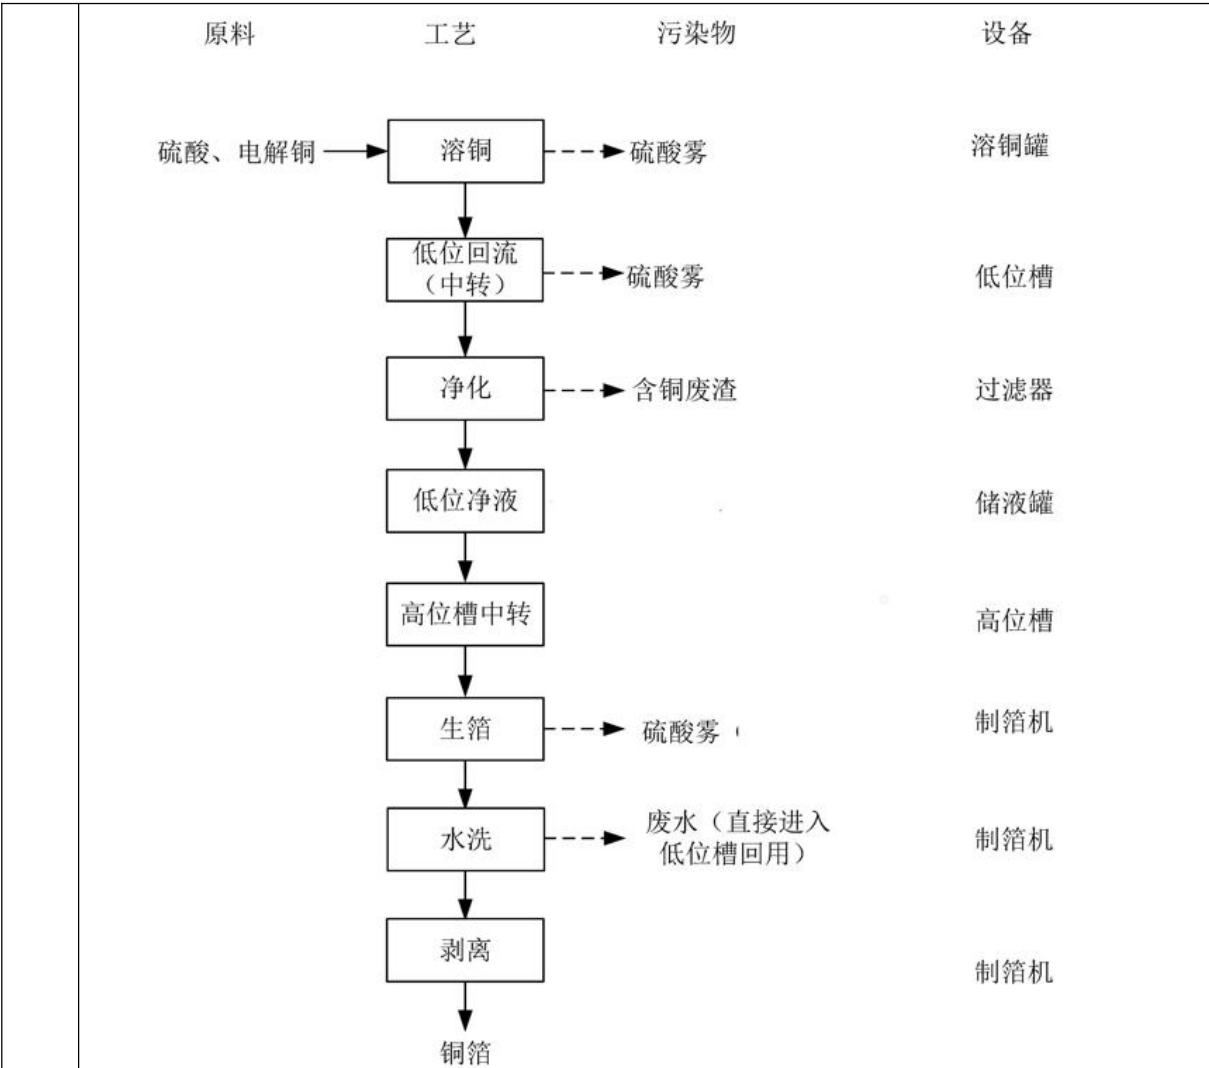 原料 工艺 污染物 设备
硫酸、电解铜 溶铜 硫酸雾 溶铜罐
低位回流
（中转） 硫酸雾 低位槽
净化 含铜废渣 过滤器
低位净液 储液罐
高位槽中转 高位槽
生箔 硫酸雾 制箔机
水洗 废水（直接进入
低位槽回用） 制箔机
剥离 制箔机
铜箔